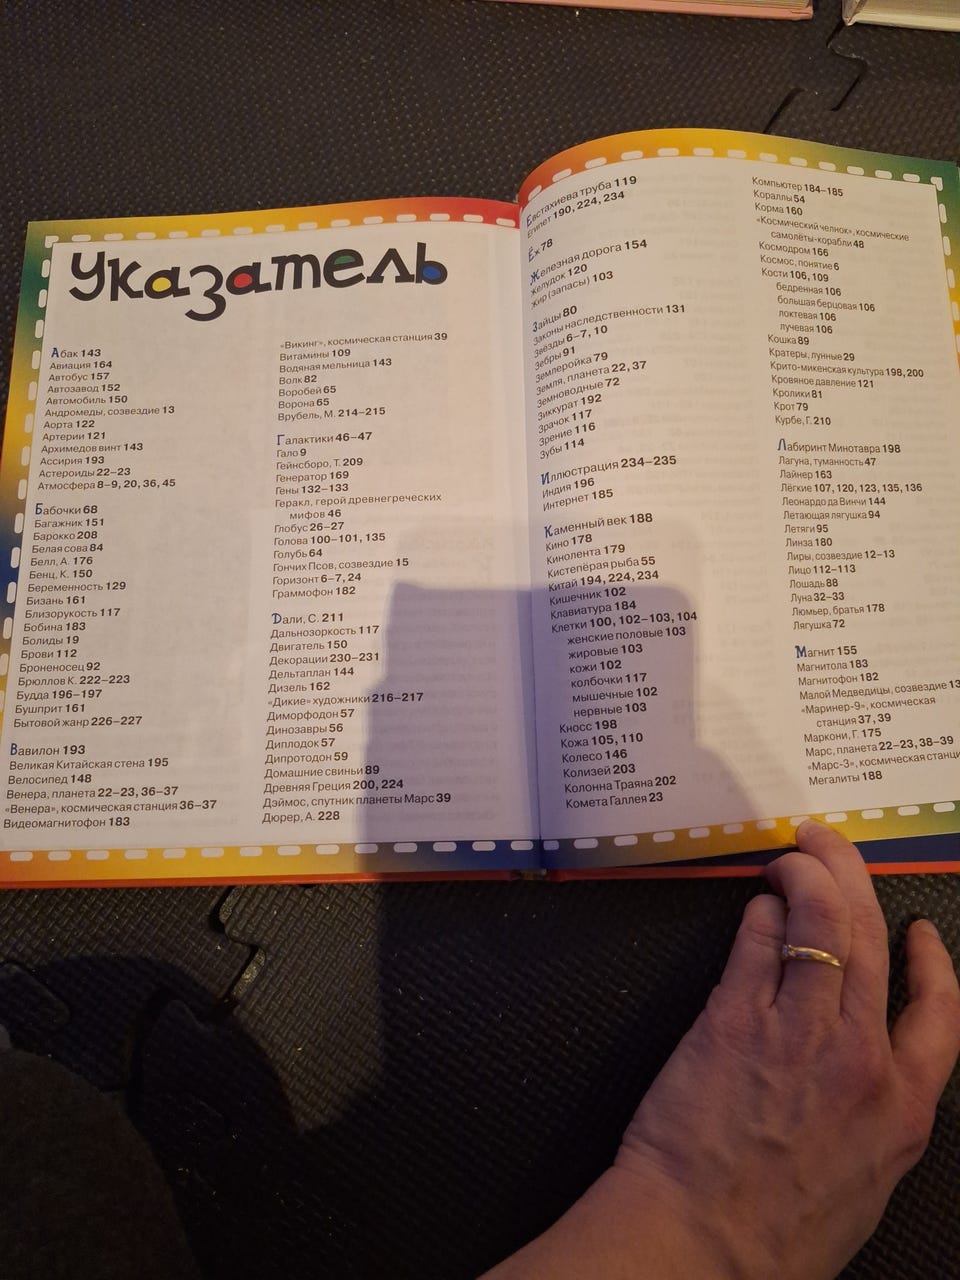 Указатель
Абак 143
Авиация 164
Автобус 157
Автозавод 152
Автомобиль 150
Андромеды, созвездие 13
Аорта 122
Артерии 121
Архимедов винт 143
Ассирия 193
Астероиды 22–23
Атмосфера 8–9, 20, 36, 45
Бабочки 68
Багажник 151
Барокко 208
Белая сова 84
Белл, А. 176
Бенц, К. 150
Беременность 129
Бизань 161
Близорукость 117
Бобина 183
Болиды 19
Брови 112
Броненосец 92
Брюллов К. 222–223
Будда 196–197
Бушприт 161
Бытовой жанр 226–227
Вавилон 193
Великая Китайская стена 195
Велосипед 148
Венера, планета 22–23, 36–37
«Венера», космическая станция 36–37
Видеомагнитофон 183
«Викинг», космическая станция 39
Витамины 109
Водяная мельница 143
Волк 82
Воробей 65
Ворона 65
Врубель, М. 214–215
Галактики 46–47
Гало 9
Гейнсборо, Т. 209
Генератор 169
Гены 132–133
Геракл, герой древнегреческих
мифов 46
Глобус 26–27
Голова 100–101, 135
Голубь 64
Гончих Псов, созвездие 15
Горизонт 6–7, 24
Граммофон 182
Дали, С. 211
Дальнозоркость 117
Двигатель 150
Декорации 230–231
Дельтаплан 144
Дизель 162
«Дикие» художники 216–217
Диморфодон 57
Динозавры 56
Диплодок 57
Дипротодон 59
Домашние свиньи 89
Древняя Греция 200, 224
Дэймос, спутник планеты Марс 39
Дюрер, А. 228
Евстахиева труба 119
Египет 190, 224, 234
Ёж 78
Железная дорога 154
Желудок 120
Жир (запасы) 103
Зайцы 80
Законы наследственности 131
Звёзды 6–7, 10
Зебры 91
Землеройка 79
Земля, планета 22, 37
Земноводные 72
Зиккурат 192
Зрачок 117
Зрение 116
Зубы 114
Иллюстрация 234–235
Индия 196
Интернет 185
Каменный век 188
Кино 178
Кинолента 179
Кистепёрая рыба 55
Китай 194, 224, 234
Кишечник 102
Клавиатура 184
Клетки 100, 102–103, 104
женские половые 103
жировые 103
кожи 102
колбочки 117
мышечные 102
нервные 103
Кносс 198
Кожа 105, 110
Колесо 146
Колизей 203
Колонна Траяна 202
Комета Галлея 23
Компьютер 184–185
Кораллы 54
Корма 160
«Космический челнок», космические
самолёты-корабли 48
Космодром 166
Космос, понятие 6
Кости 106, 109
бедренная 106
большая берцовая 106
локтевая 106
лучевая 106
Кошка 89
Кратеры, лунные 29
Крито-микенская культура 198, 200
Кровяное давление 121
Кролики 81
Крот 79
Курбе, Г. 210
Лабиринт Минотавра 198
Лагуна, туманность 47
Лайнер 163
Лёгкие 107, 120, 123, 135, 136
Леонардо да Винчи 144
Летающая лягушка 94
Летяги 95
Линза 180
Лиры, созвездие 12–13
Лицо 112–113
Лошадь 88
Луна 32–33
Люмьер, братья 178
Лягушка 72
Магнит 155
Магнитола 183
Магнитофон 182
Малой Медведицы, созвездие 13
«Маринер-9», космическая
станция 37, 39
Маркони, Г. 175
Марс, планета 22–23, 38–39
«Марс-3», космическая
Мегалиты 188